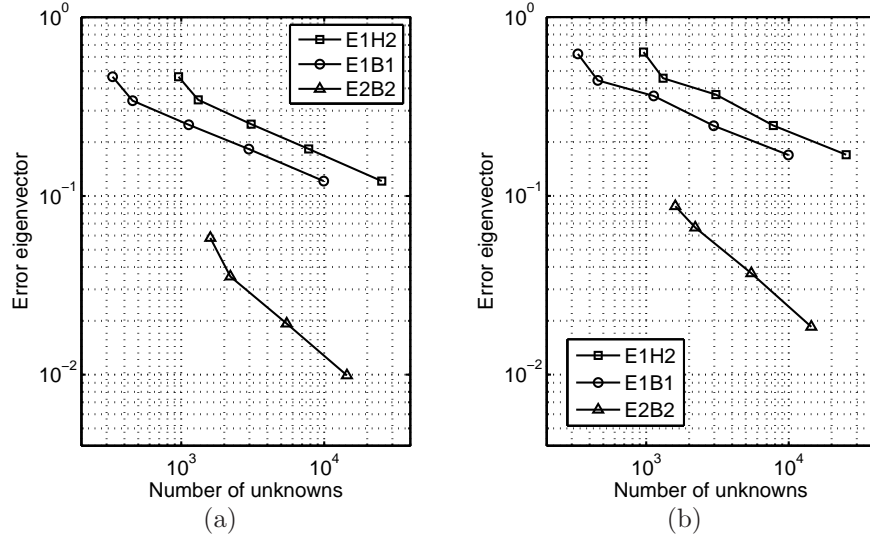 10^0
10^-1
10^-2
Error eigenvector
E1H2
E1B1
E2B2
10^3 10^4
Number of unknowns
(a)
10^0
10^-1
10^-2
Error eigenvector
E1H2
E1B1
E2B2
10^3 10^4
Number of unknowns
(b)